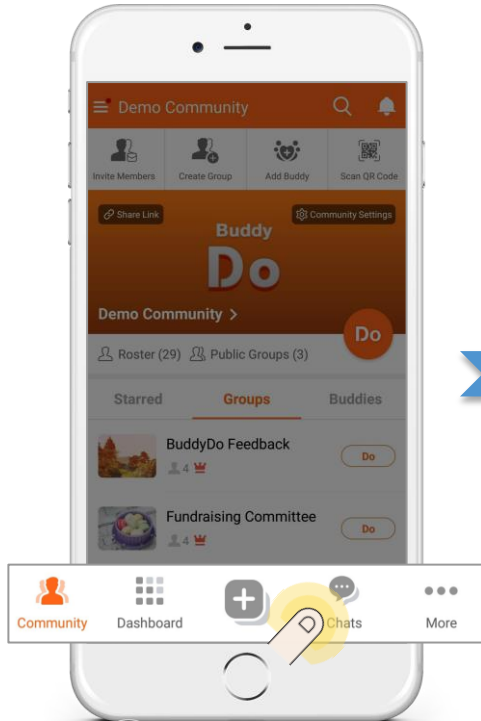 Demo Community
Invite Members
Create Group
Add Buddy
Scan QR Code
Share Link
Community Settings
Buddy
Do
Demo Community >
Do
Roster (29)
Public Groups (3)
Starred
Groups
Buddies
BuddyDo Feedback
4
Do
Fundraising Committee
4
Do
Community
Dashboard
Chats
More